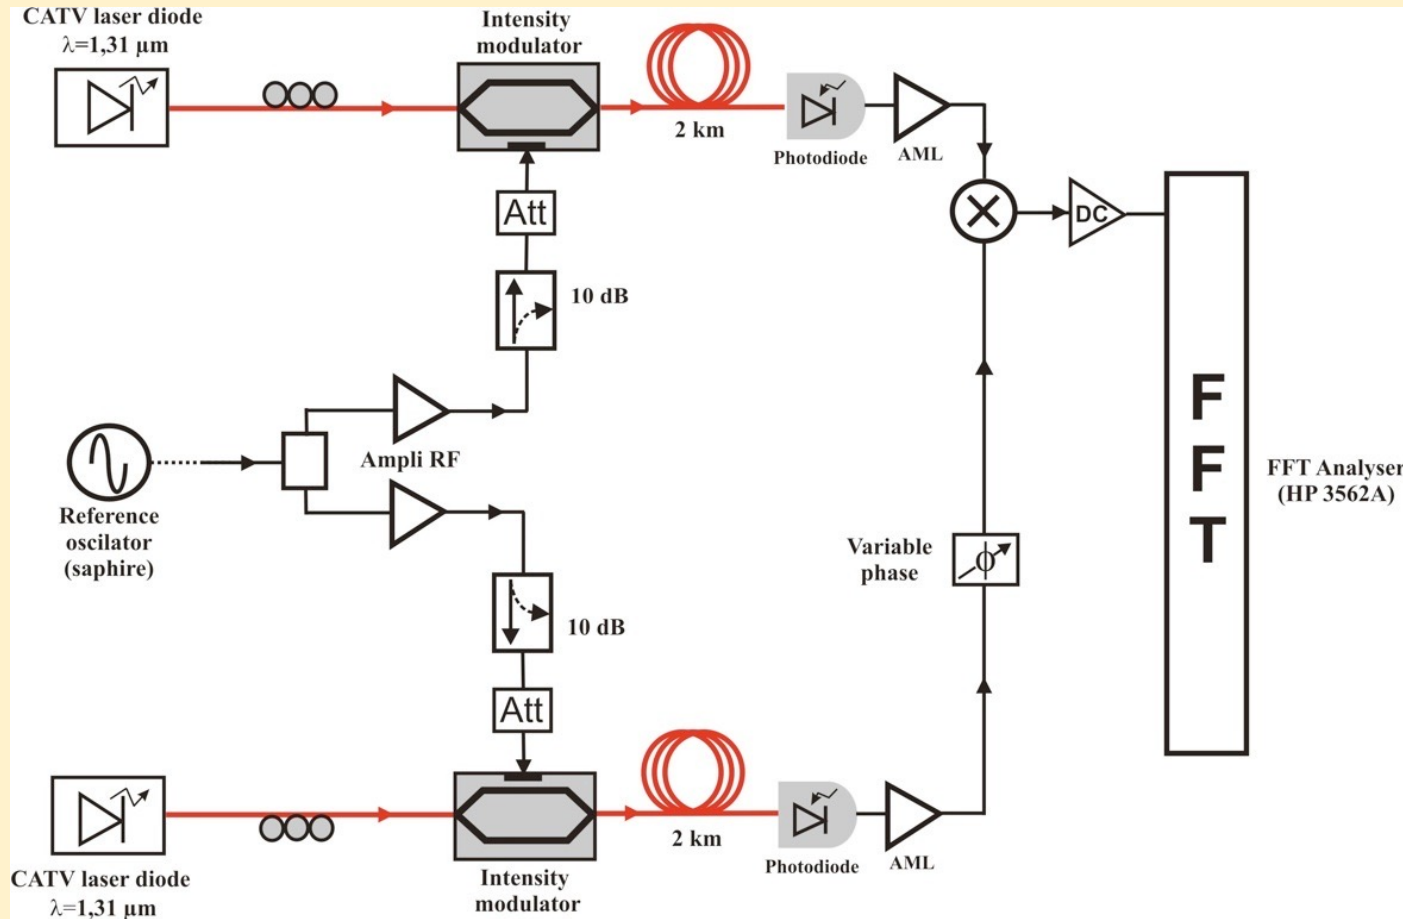 CATV laser diode
λ=1,31 µm
Intensity
modulator
2 km
Photodiode
AML
Att
10 dB
DC
Ampli RF
Reference
oscilator
(saphire)
F
F
T
FFT Analyser
(HP 3562A)
Variable
phase
ϕ
10 dB
Att
2 km
Photodiode
AML
CATV laser diode
λ=1,31 µm
Intensity
modulator